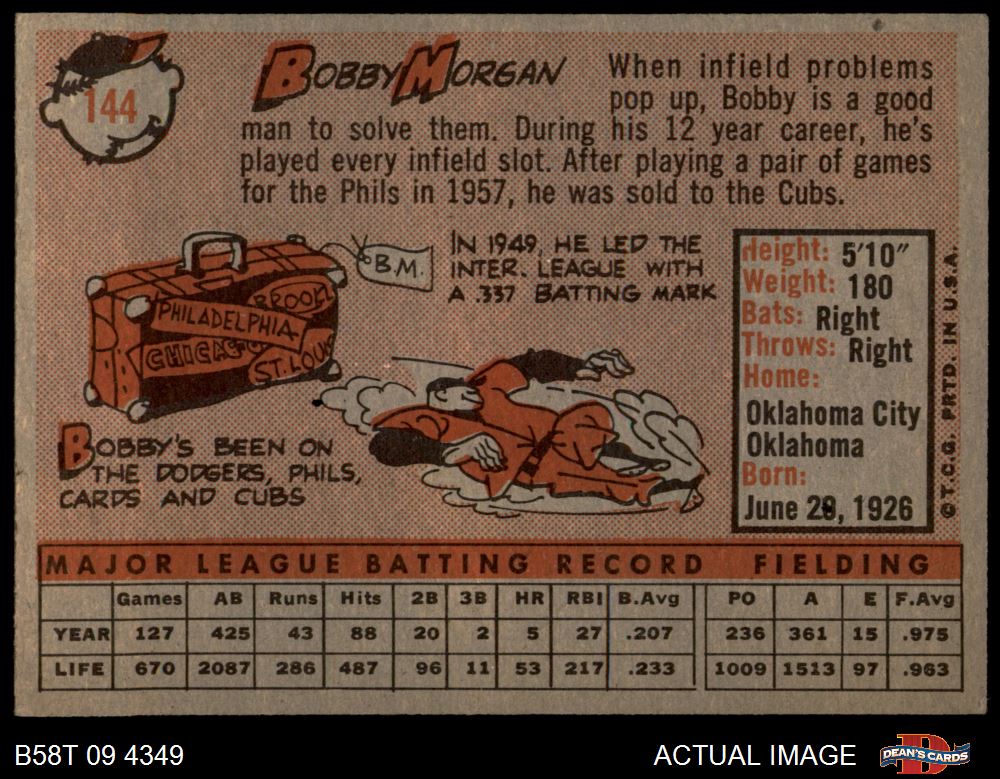 144
BOBBY MORGAN
When infield problems
pop up, Bobby is a good
man to solve them. During his 12 year career, he's
played every infield slot. After playing a pair of games
for the Phils in 1957, he was sold to the Cubs.
B.M.
BROOKL
PHILADELPHIA
CHICAGO
ST. LOUIS
IN 1949, HE LED THE
INTER. LEAGUE WITH
A .337 BATTING MARK
BOBBY'S BEEN ON
THE DODGERS, PHILS,
CARDS AND CUBS
Height: 5'10"
Weight: 180
Bats: Right
Throws: Right
Home:
Oklahoma City
Oklahoma
Born:
June 29, 1926
© T.C.G. PRTD. IN U.S.A.
MAJOR LEAGUE BATTING RECORD FIELDING
Games AB Runs Hits 2B 3B HR RBI B.Avg PO A E F.Avg
YEAR 127 425 43 88 20 2 5 27 .207 236 361 15 .975
LIFE 670 2087 286 487 96 11 53 217 .233 1009 1513 97 .963
B58T 09 4349
ACTUAL IMAGE
DEAN'S CARDS